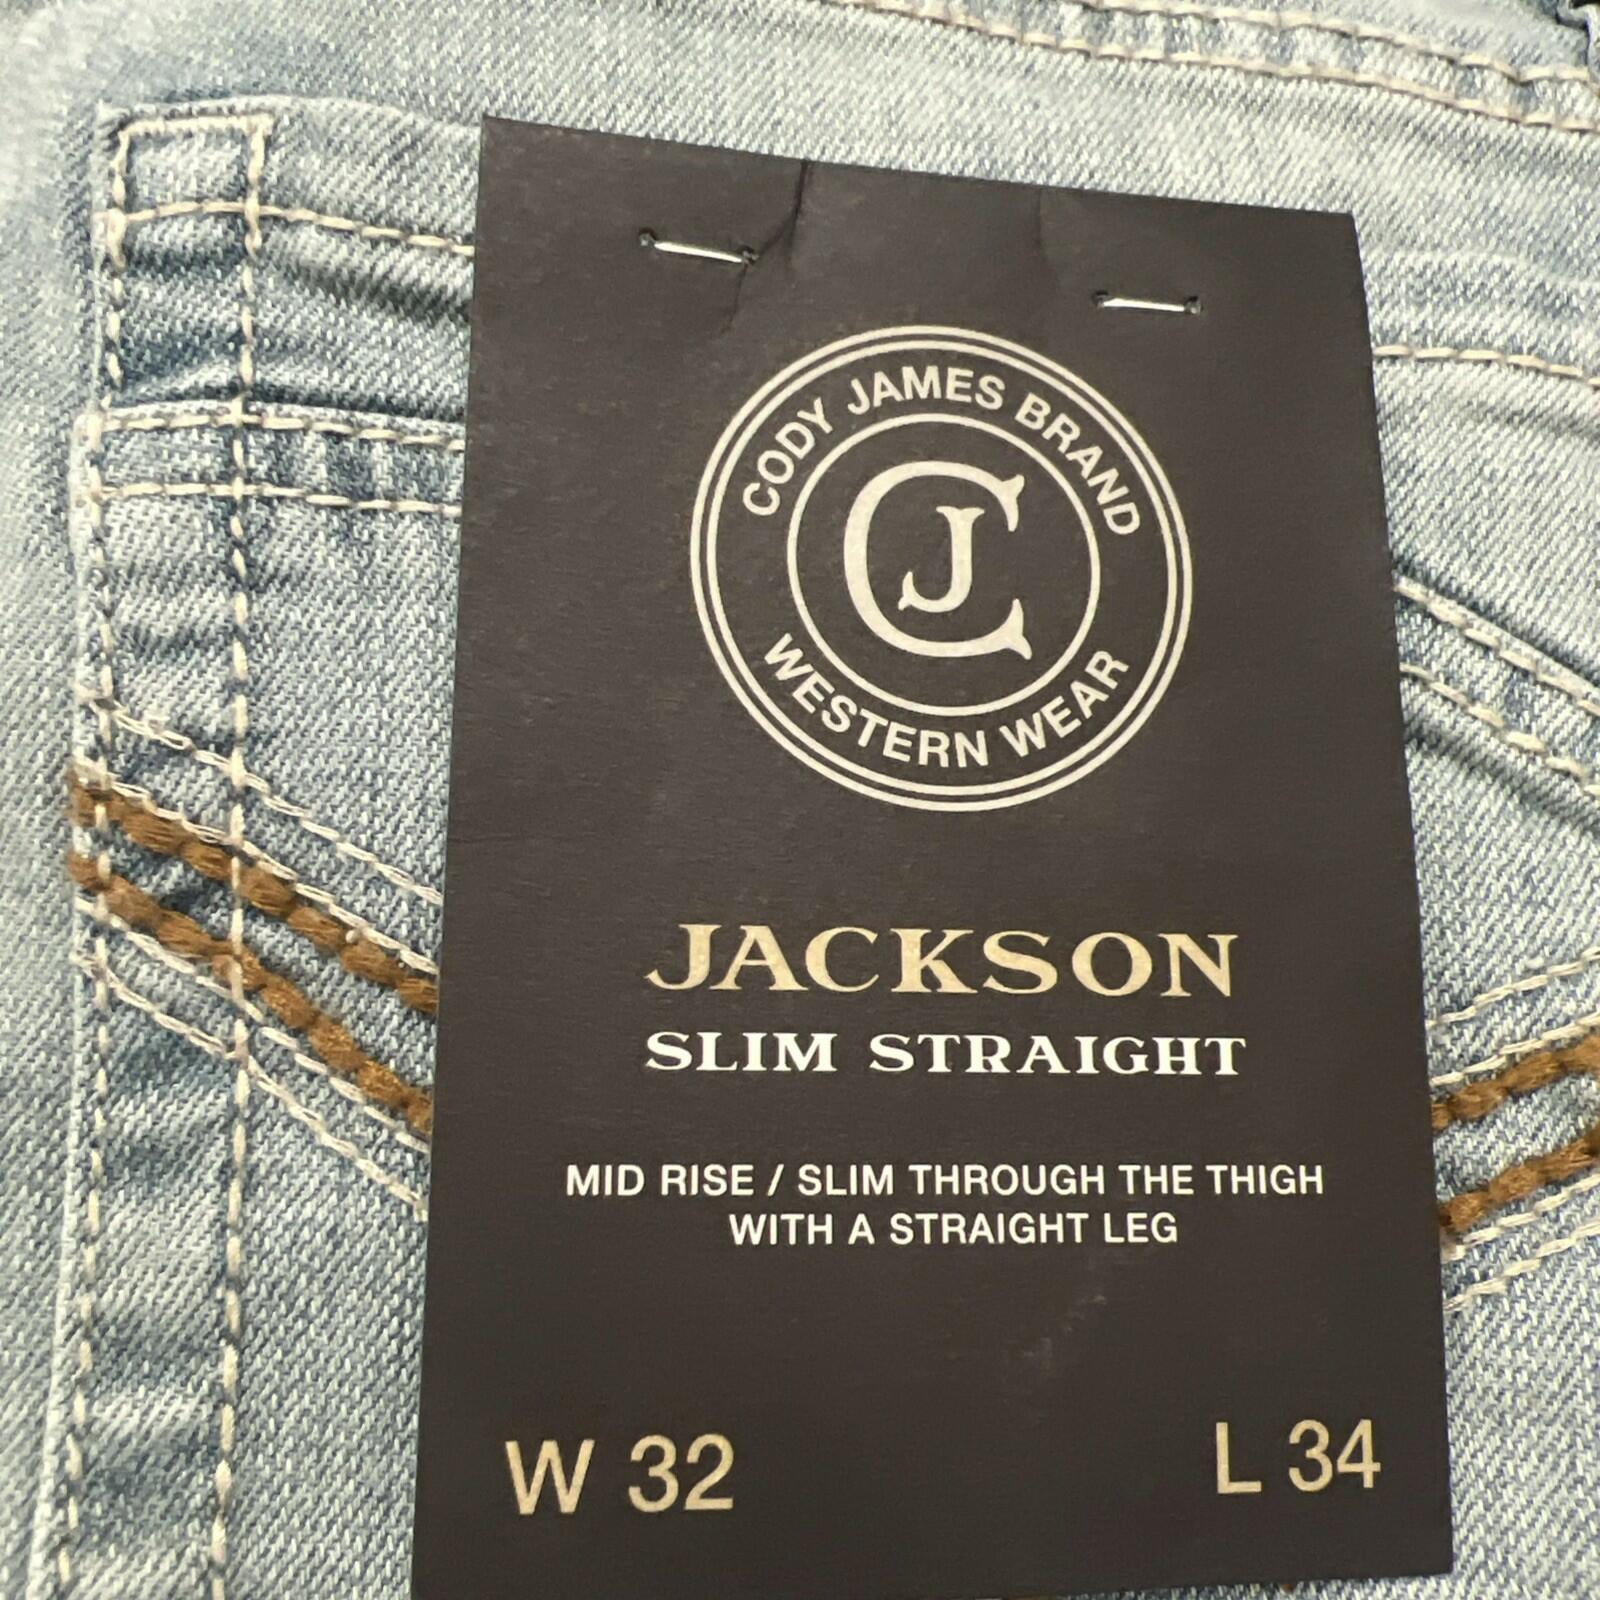 CODY JAMES BRAND
CJ
WESTERN WEAR
JACKSON
SLIM STRAIGHT
MID RISE / SLIM THROUGH THE THIGH
WITH A STRAIGHT LEG
W 32
L 34